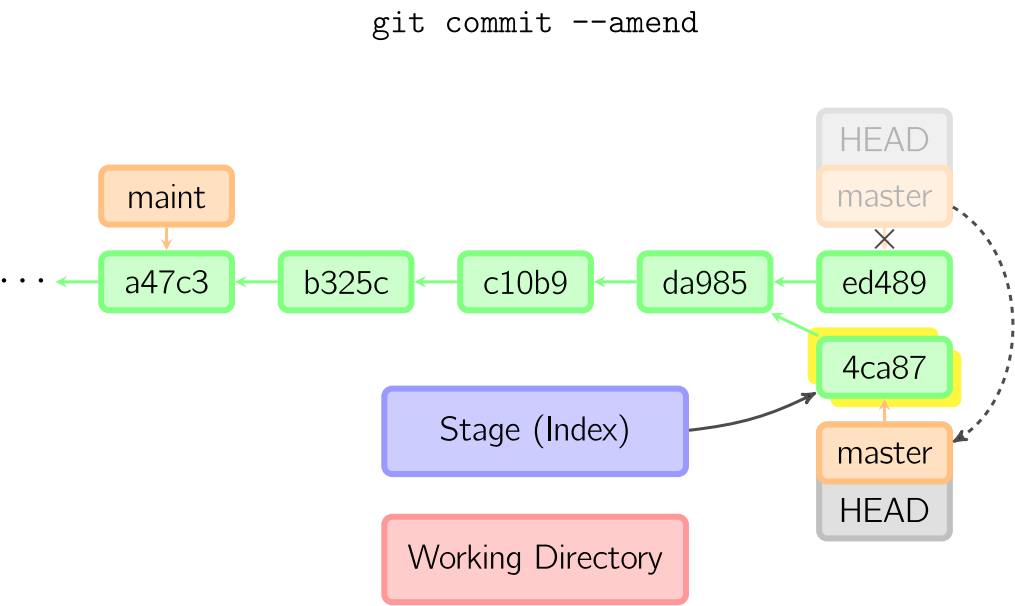 git commit --amend
HEAD
maint
master
... a47c3 b325c c10b9 da985 ed489
4ca87
Stage (Index)
master
HEAD
Working Directory